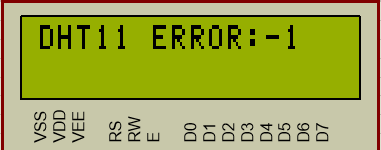 DHT11 ERROR:-1
VSS
VDD
VEE
RS
RW
E
D0
D1
D2
D3
D4
D5
D6
D7